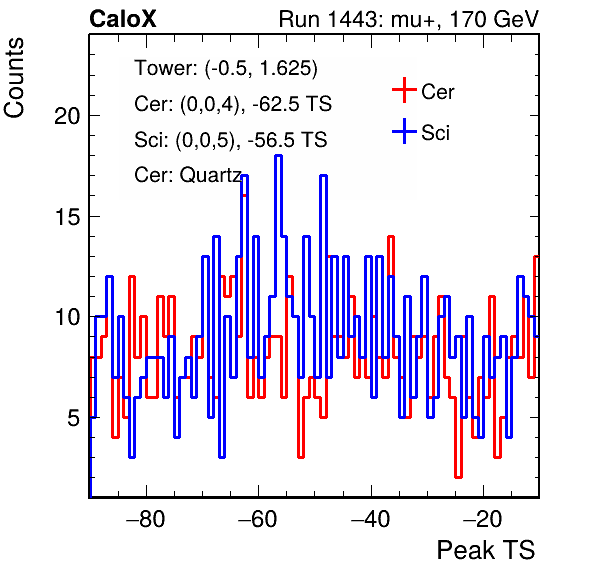 CaloX Run 1443: mu+, 170 GeV
Counts
Tower: (-0.5, 1.625)
Cer: (0,0,4), -62.5 TS
Sci: (0,0,5), -56.5 TS
Cer: Quartz
Cer
Sci
20
15
10
5
−80 −60 −40 −20
Peak TS